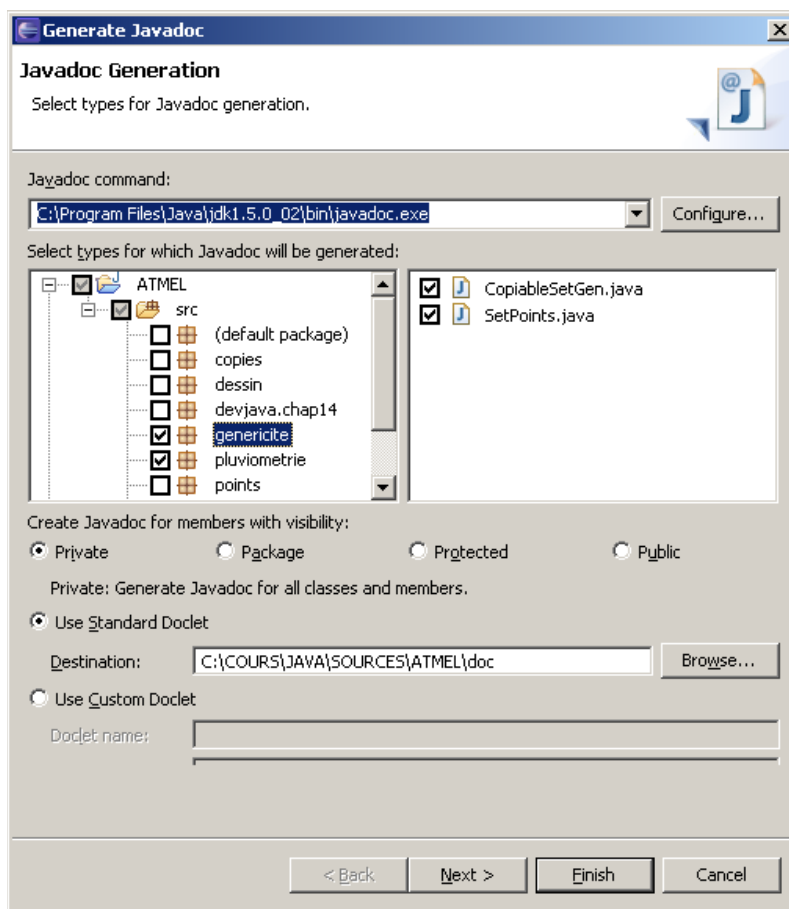 Generate Javadoc
Javadoc Generation
Select types for Javadoc generation.
Javadoc command:
C:\Program Files\Java\jdk1.5.0_02\bin\javadoc.exe
Configure...
Select types for which Javadoc will be generated:
ATMEL
src
(default package)
copies
dessin
devjava.chap14
genericite
pluviometrie
points
CopiableSetGen.java
SetPoints.java
Create Javadoc for members with visibility:
Private Package Protected Public
Private: Generate Javadoc for all classes and members.
Use Standard Doclet
Destination: C:\COURS\JAVA\SOURCES\ATMEL\doc Browse...
Use Custom Doclet
Doclet name:
< Back Next > Finish Cancel